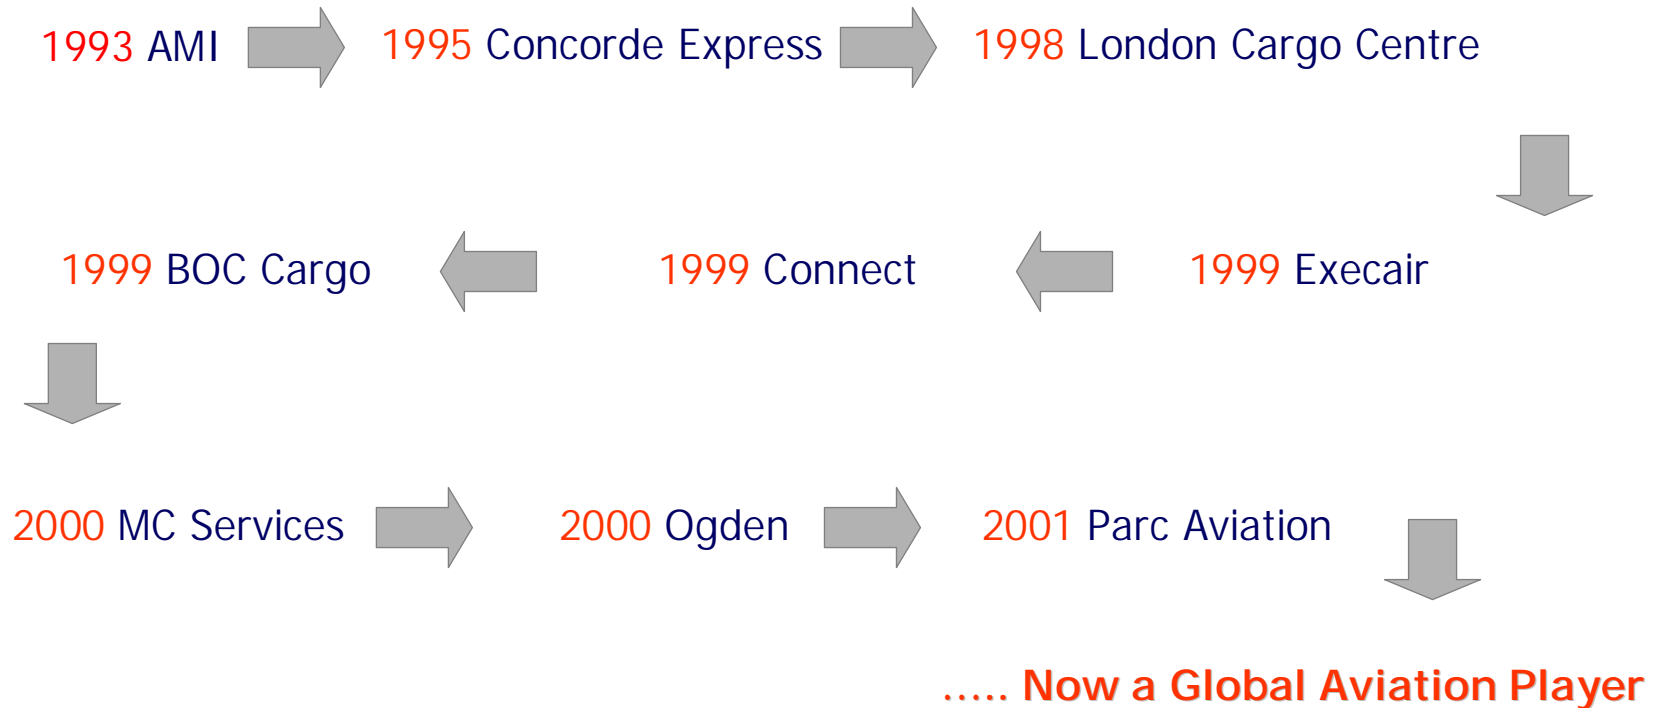 1993 AMI 1995 Concorde Express 1998 London Cargo Centre
1999 BOC Cargo 1999 Connect 1999 Execair
2000 MC Services 2000 Ogden 2001 Parc Aviation
..... Now a Global Aviation Player